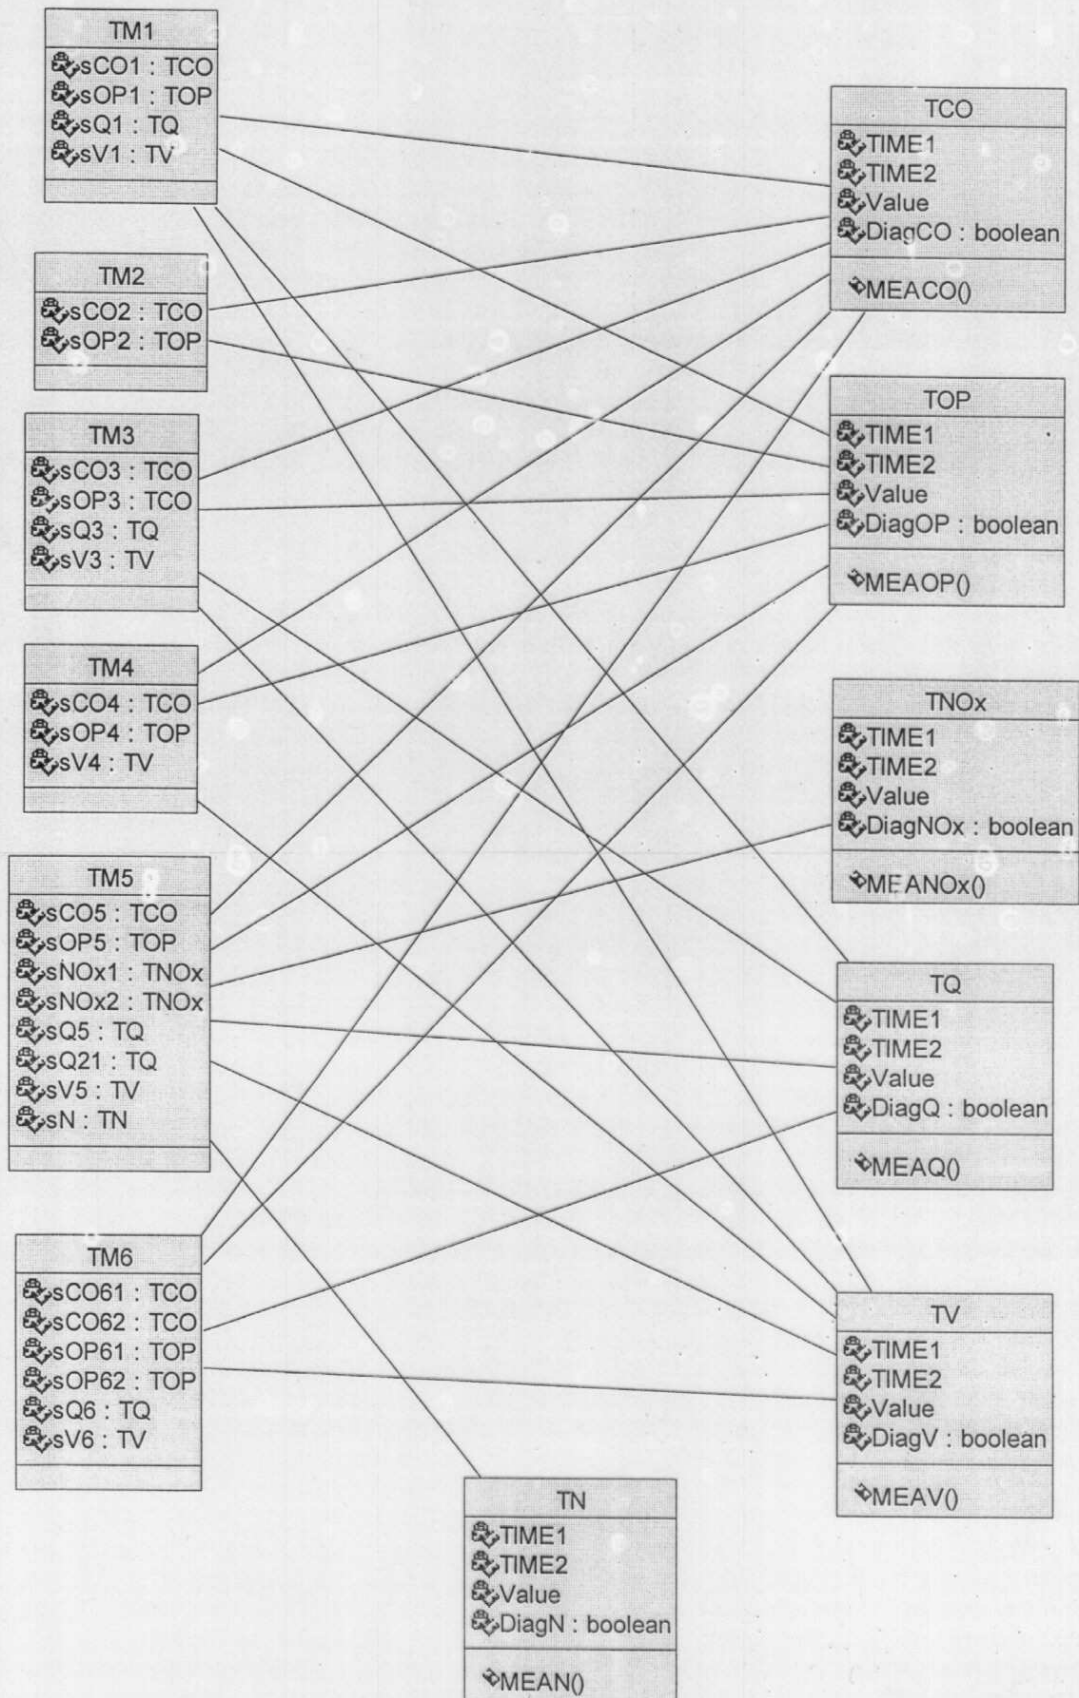 TM1
sCO1 : TCO
sOP1 : TOP
sQ1 : TQ
sV1 : TV
TM2
sCO2 : TCO
sOP2 : TOP
TM3
sCO3 : TCO
sOP3 : TCO
sQ3 : TQ
sV3 : TV
TM4
sCO4 : TCO
sOP4 : TOP
sV4 : TV
TM5
sCO5 : TCO
sOP5 : TOP
sNOx1 : TNOx
sNOx2 : TNOx
sQ5 : TQ
sQ21 : TQ
sV5 : TV
sN : TN
TM6
sCO61 : TCO
sCO62 : TCO
sOP61 : TOP
sOP62 : TOP
sQ6 : TQ
sV6 : TV
TCO
TIME1
TIME2
Value
DiagCO : boolean
MEACO()
TOP
TIME1
TIME2
Value
DiagOP : boolean
MEAOP()
TNOx
TIME1
TIME2
Value
DiagNOx : boolean
MEANOx()
TQ
TIME1
TIME2
Value
DiagQ : boolean
MEAQ()
TV
TIME1
TIME2
Value
DiagV : boolean
MEAV()
TN
TIME1
TIME2
Value
DiagN : boolean
MEAN()